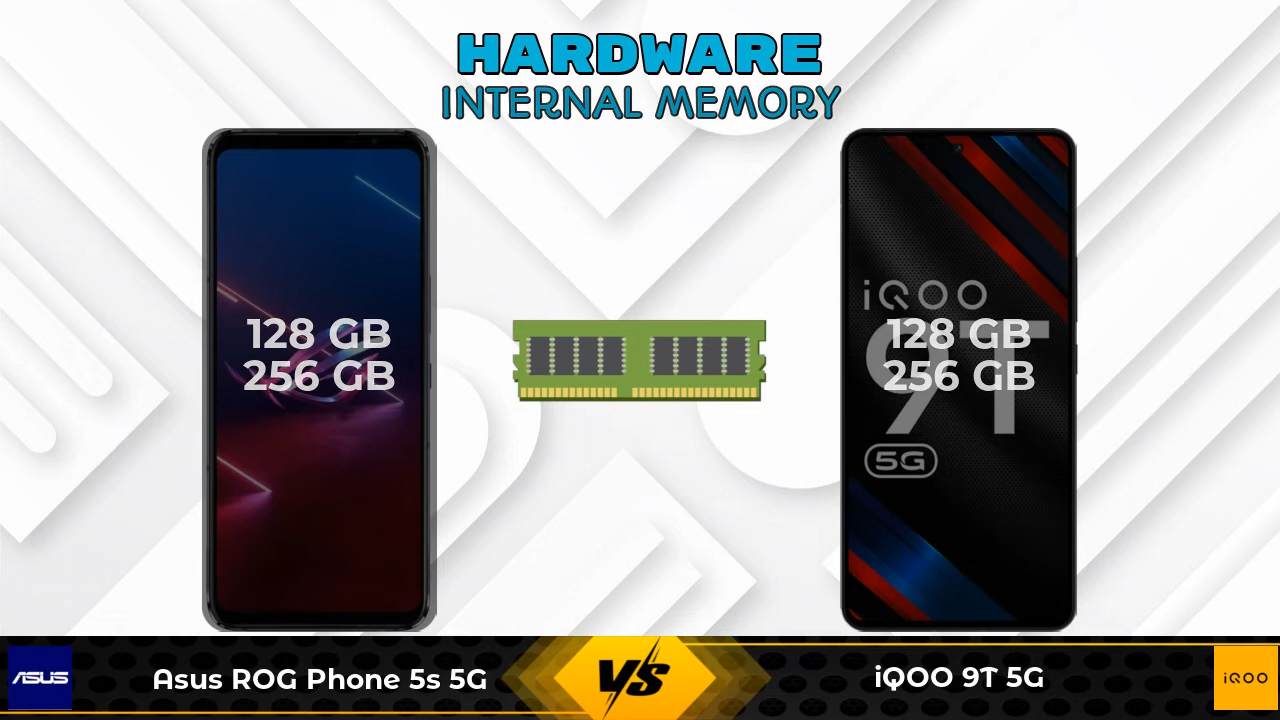 HARDWARE
INTERNAL MEMORY
128 GB
256 GB
iQOO
9T
5G
128 GB
256 GB
ASUS
Asus ROG Phone 5s 5G
VS
iQOO 9T 5G
iQOO